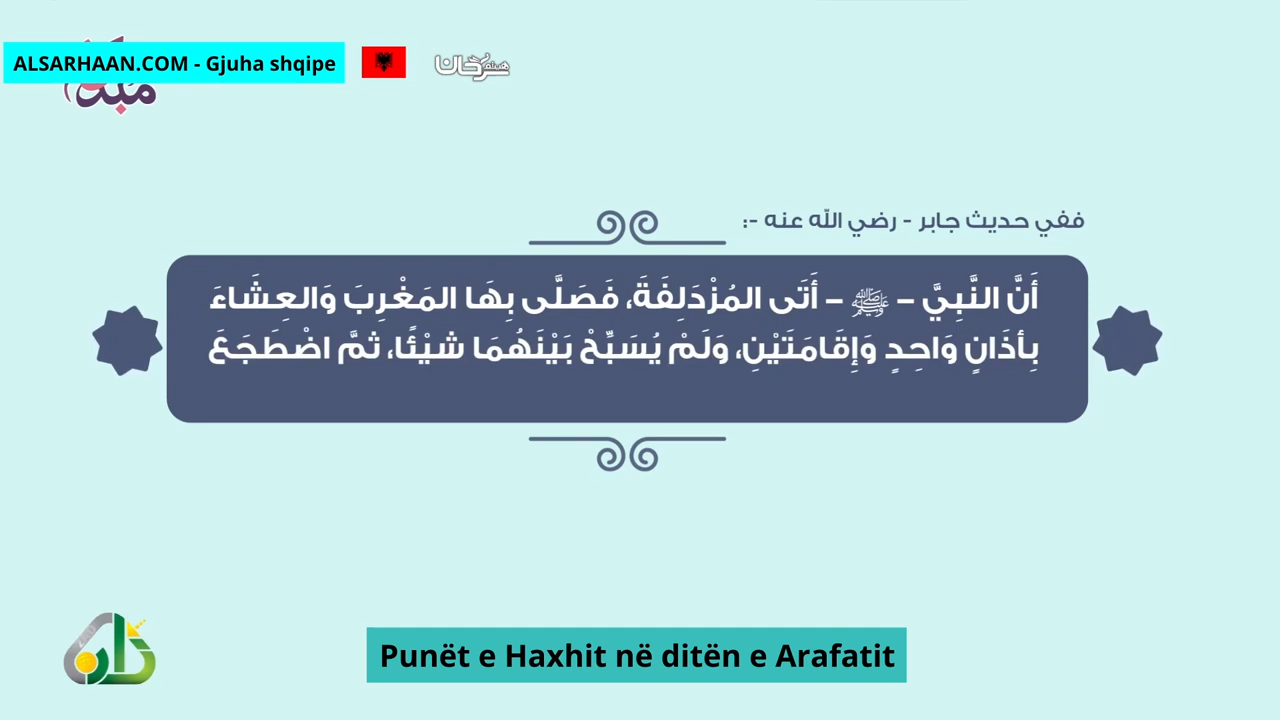 ALSARHAAN.COM - Gjuha shqipe
ففي حديث جابر - رضي الله عنه -:
أَنَّ النَّبِيَّ – ﷺ – أَتَى المُزْدَلِفَةَ، فَصَلَّى بِهَا المَغْرِبَ وَالعِشَاءَ
بِأذَانٍ وَاحِدٍ وَإِقَامَتَيْنِ، وَلَمْ يُسَبِّحْ بَيْنَهُمَا شيْئًا، ثمَّ اضْطَجَعَ
Punët e Haxhit në ditën e Arafatit